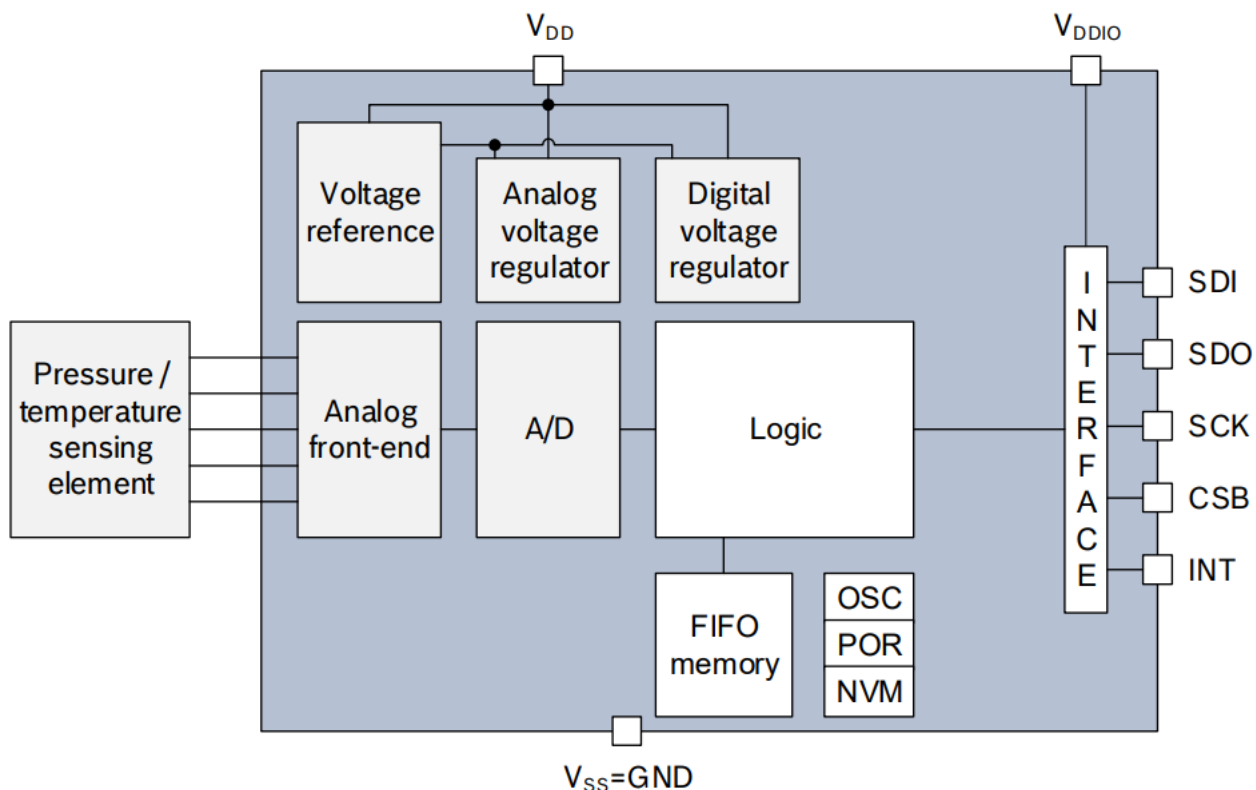 VDD
VDDIO
Voltage
reference
Analog
voltage
regulator
Digital
voltage
regulator
Pressure /
temperature
sensing
element
Analog
front-end
A/D
Logic
INTERFACE
SDI
SDO
SCK
CSB
INT
FIFO
memory
OSC
POR
NVM
VSS=GND